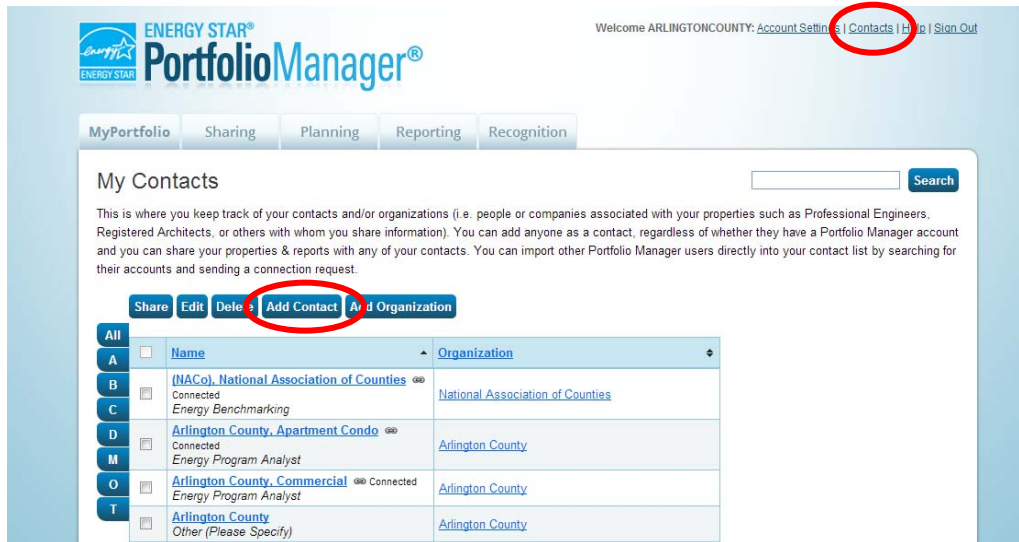 ENERGY STAR®
PortfolioManager®
energy
ENERGY STAR
Welcome ARLINGTONCOUNTY: Account Settings | Contacts | Help | Sign Out
MyPortfolio Sharing Planning Reporting Recognition
My Contacts
Search
This is where you keep track of your contacts and/or organizations (i.e. people or companies associated with your properties such as Professional Engineers,
Registered Architects, or others with whom you share information). You can add anyone as a contact, regardless of whether they have a Portfolio Manager account
and you can share your properties & reports with any of your contacts. You can import other Portfolio Manager users directly into your contact list by searching for
their accounts and sending a connection request.
Share Edit Delete Add Contact Add Organization
All
A
B
C
D
M
O
T
Name Organization
(NACo), National Association of Counties
Connected
Energy Benchmarking
National Association of Counties
Arlington County, Apartment Condo
Connected
Energy Program Analyst
Arlington County
Arlington County, Commercial Connected
Energy Program Analyst
Arlington County
Arlington County
Other (Please Specify)
Arlington County